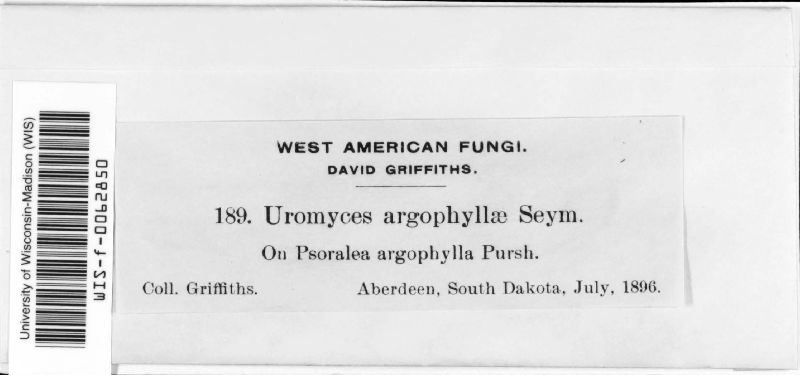 University of Wisconsin-Madison (WIS)
WIS-f-0062850
WEST AMERICAN FUNGI.
DAVID GRIFFITHS.
189. Uromyces argophyllæ Seym.
On Psoralea argophylla Pursh.
Coll. Griffiths. Aberdeen, South Dakota, July, 1896.